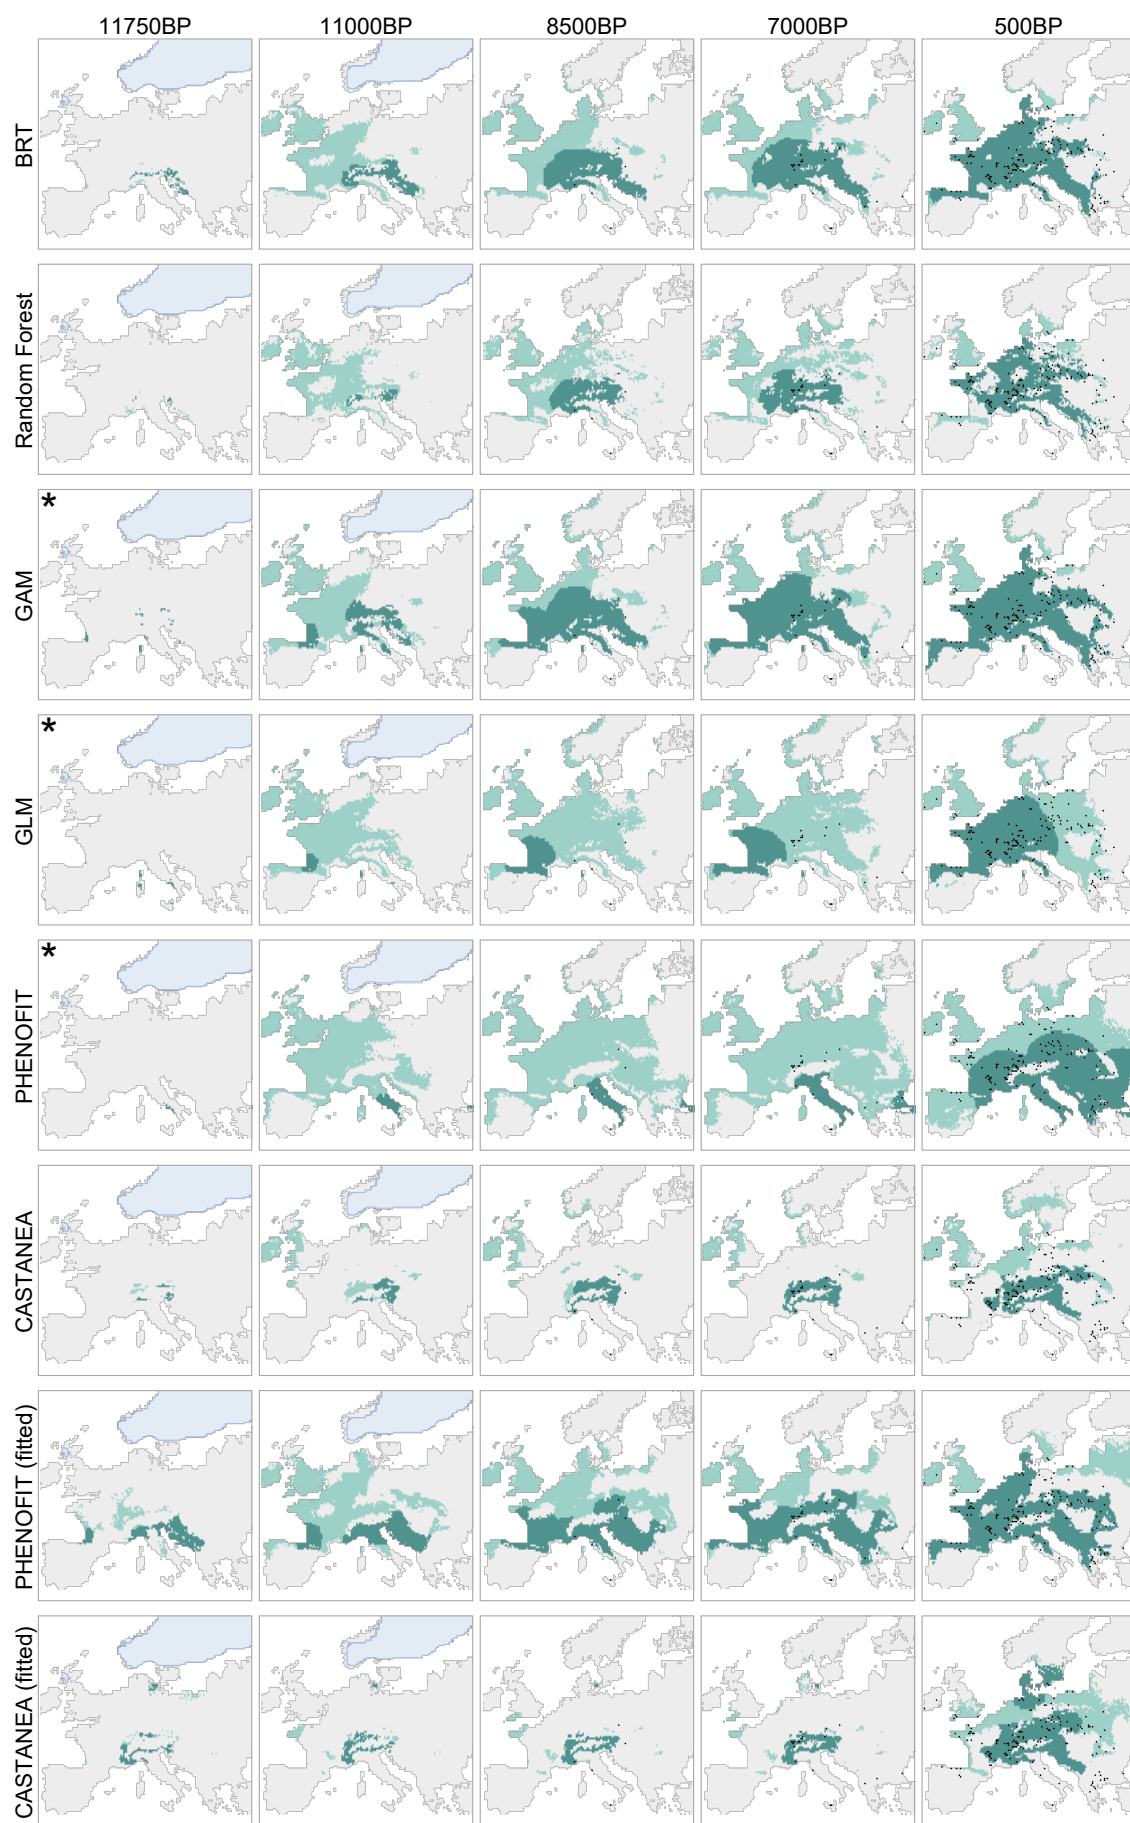 11750BP 11000BP 8500BP 7000BP 500BP
BRT
Random Forest
*
GAM
*
GLM
*
PHENOFIT
CASTANEA
PHENOFIT (fitted)
CASTANEA (fitted)